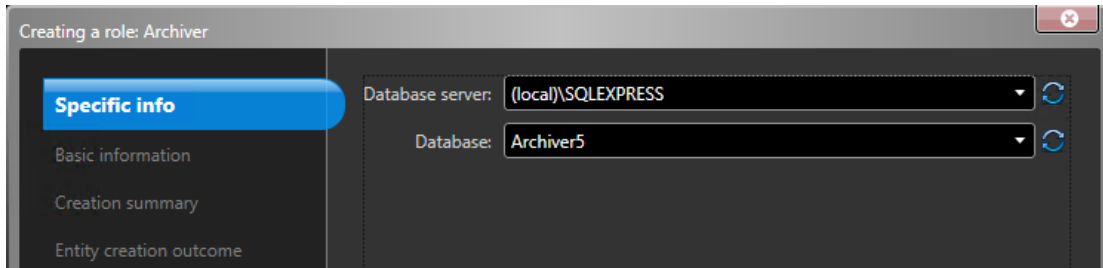 Creating a role: Archiver
Specific info
Basic information
Creation summary
Entity creation outcome
Database server: (local)\SQLEXPRESS
Database: Archiver5